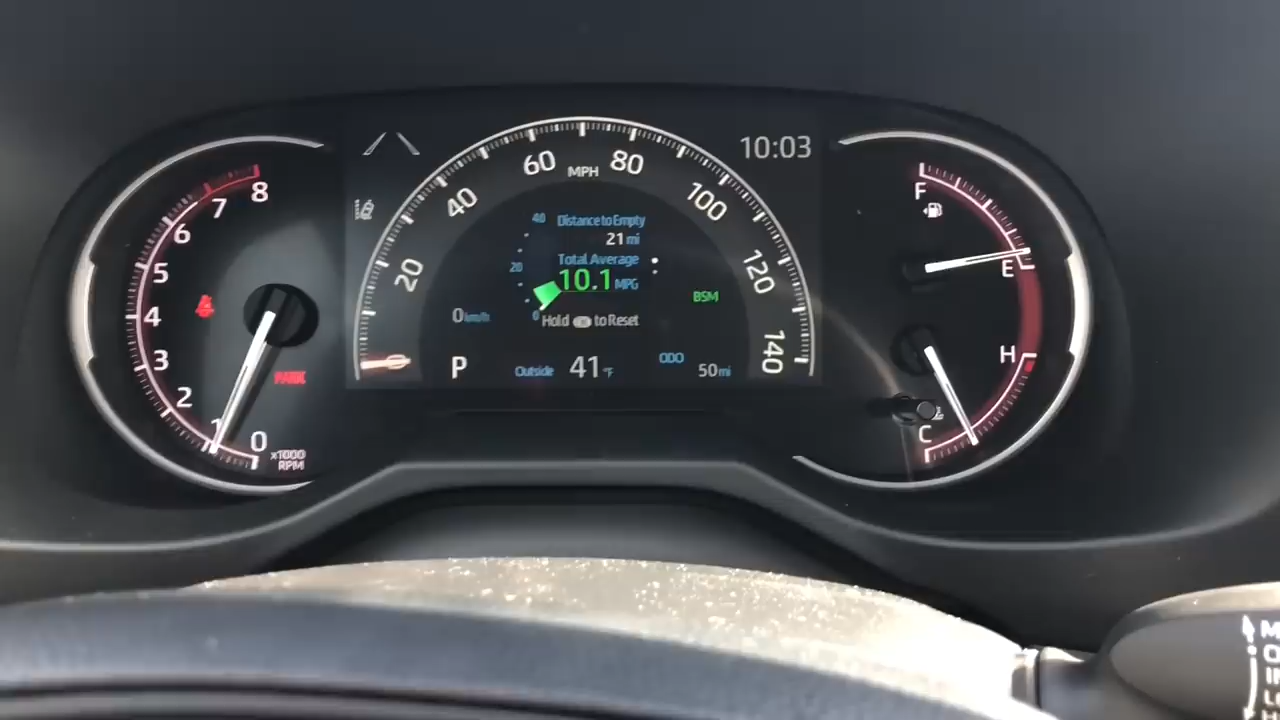 8
7
6
5
4
3
2
1
0
x1000
RPM
PARK
10:03
20
40
60
MPH
80
100
120
140
40
20
0
Distance to Empty
21 mi
Total Average
10.1 MPG
Hold to Reset
BSM
0 km/h
P
Outside 41°F
ODO
50 mi
F
E
H
C